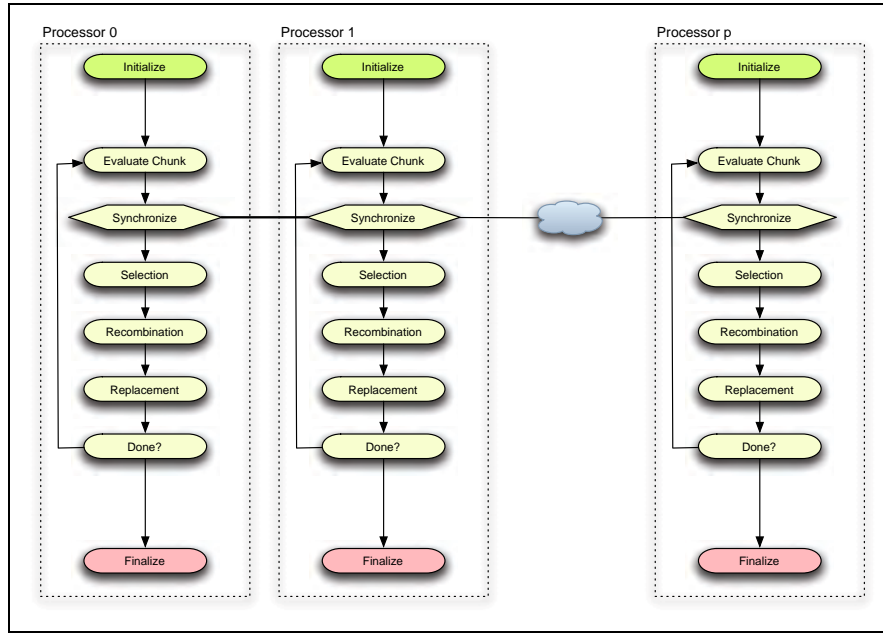 Processor 0
Initialize
Evaluate Chunk
Synchronize
Selection
Recombination
Replacement
Done?
Finalize
Processor 1
Initialize
Evaluate Chunk
Synchronize
Selection
Recombination
Replacement
Done?
Finalize
Processor p
Initialize
Evaluate Chunk
Synchronize
Selection
Recombination
Replacement
Done?
Finalize